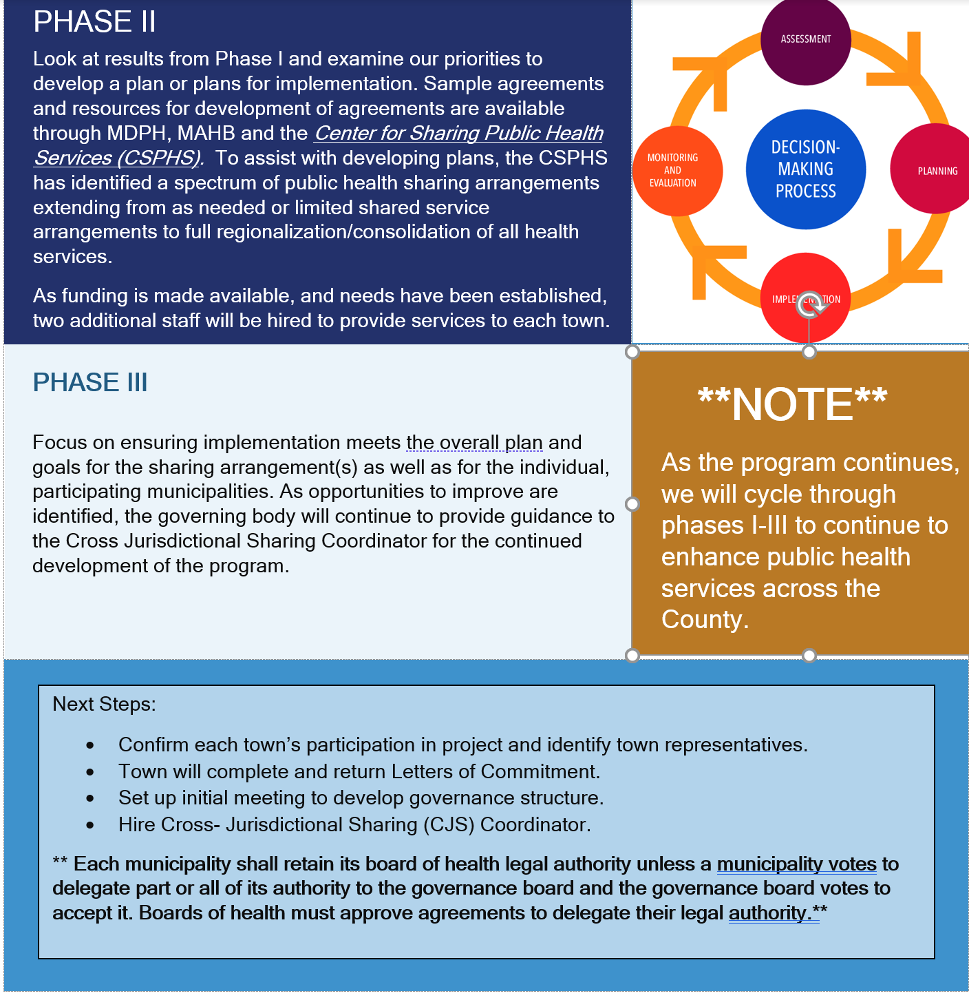 PHASE II
Look at results from Phase I and examine our priorities to
develop a plan or plans for implementation. Sample agreements
and resources for development of agreements are available
through MDPH, MAHB and the Center for Sharing Public Health
Services (CSPHS).  To assist with developing plans, the CSPHS
has identified a spectrum of public health sharing arrangements
extending from as needed or limited shared service
arrangements to full regionalization/consolidation of all health
services.
As funding is made available, and needs have been established,
two additional staff will be hired to provide services to each town.
ASSESSMENT
DECISION-
MAKING
PROCESS
MONITORING
AND
EVALUATION
PLANNING
IMPLEMENTATION
PHASE III
Focus on ensuring implementation meets the overall plan and
goals for the sharing arrangement(s) as well as for the individual,
participating municipalities. As opportunities to improve are
identified, the governing body will continue to provide guidance to
the Cross Jurisdictional Sharing Coordinator for the continued
development of the program.
**NOTE**
As the program continues,
we will cycle through
phases I-III to continue to
enhance public health
services across the
County.
Next Steps:
• Confirm each town’s participation in project and identify town representatives.
• Town will complete and return Letters of Commitment.
• Set up initial meeting to develop governance structure.
• Hire Cross- Jurisdictional Sharing (CJS) Coordinator.
** Each municipality shall retain its board of health legal authority unless a municipality votes to
delegate part or all of its authority to the governance board and the governance board votes to
accept it. Boards of health must approve agreements to delegate their legal authority.**